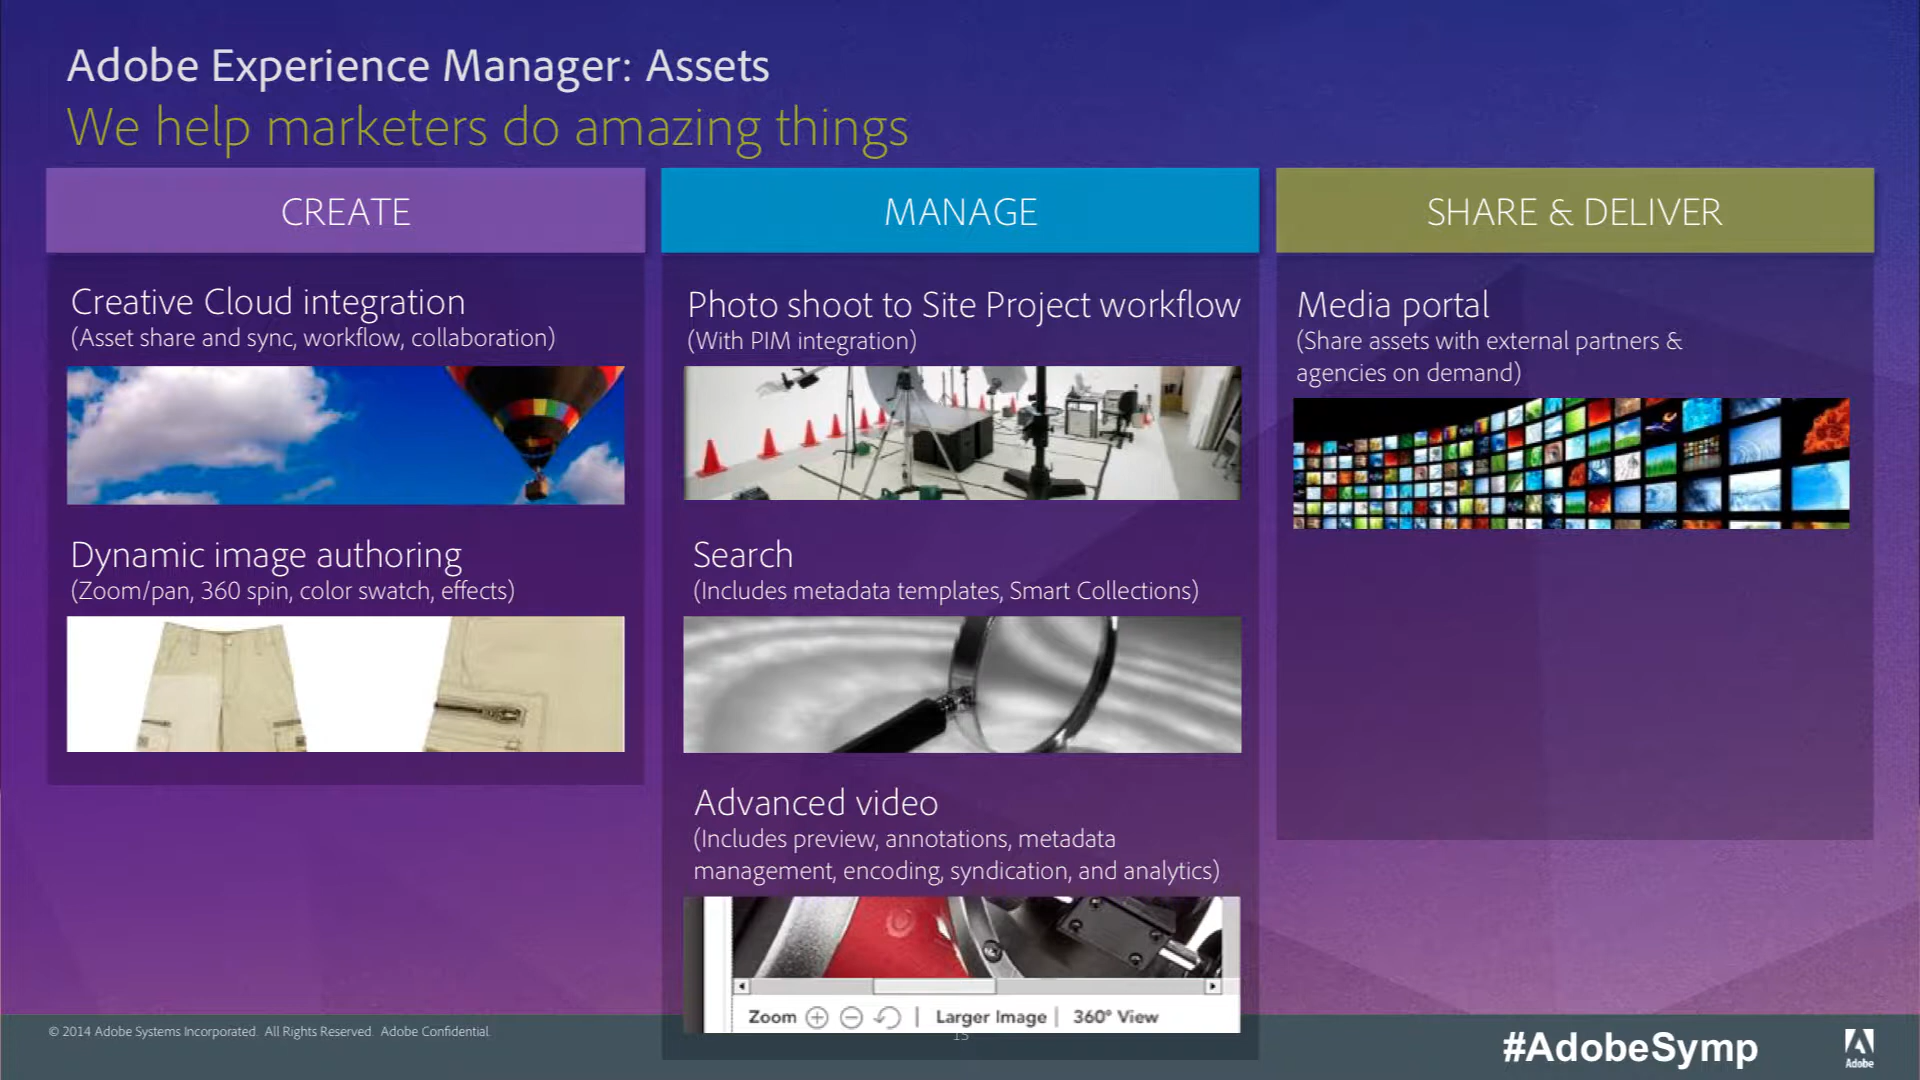 Adobe Experience Manager: Assets
We help marketers do amazing things
CREATE
Creative Cloud integration
(Asset share and sync, workflow, collaboration)
Dynamic image authoring
(Zoom/pan, 360 spin, color swatch, effects)
MANAGE
Photo shoot to Site Project workflow
(With PIM integration)
Search
(Includes metadata templates, Smart Collections)
Advanced video
(Includes preview, annotations, metadata
management, encoding, syndication, and analytics)
Zoom | Larger Image | 360° View
SHARE & DELIVER
Media portal
(Share assets with external partners &
agencies on demand)
© 2014 Adobe Systems Incorporated. All Rights Reserved. Adobe Confidential.
15
#AdobeSymp
Adobe